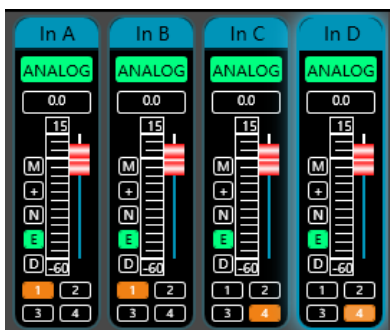 In A In B In C In D
ANALOG ANALOG ANALOG ANALOG
0.0 0.0 0.0 0.0
15 15 15 15
M M M M
+ + + +
N N N N
E E E E
D -60 D -60 D -60 D -60
1 2 1 2 1 2 1 2
3 4 3 4 3 4 3 4